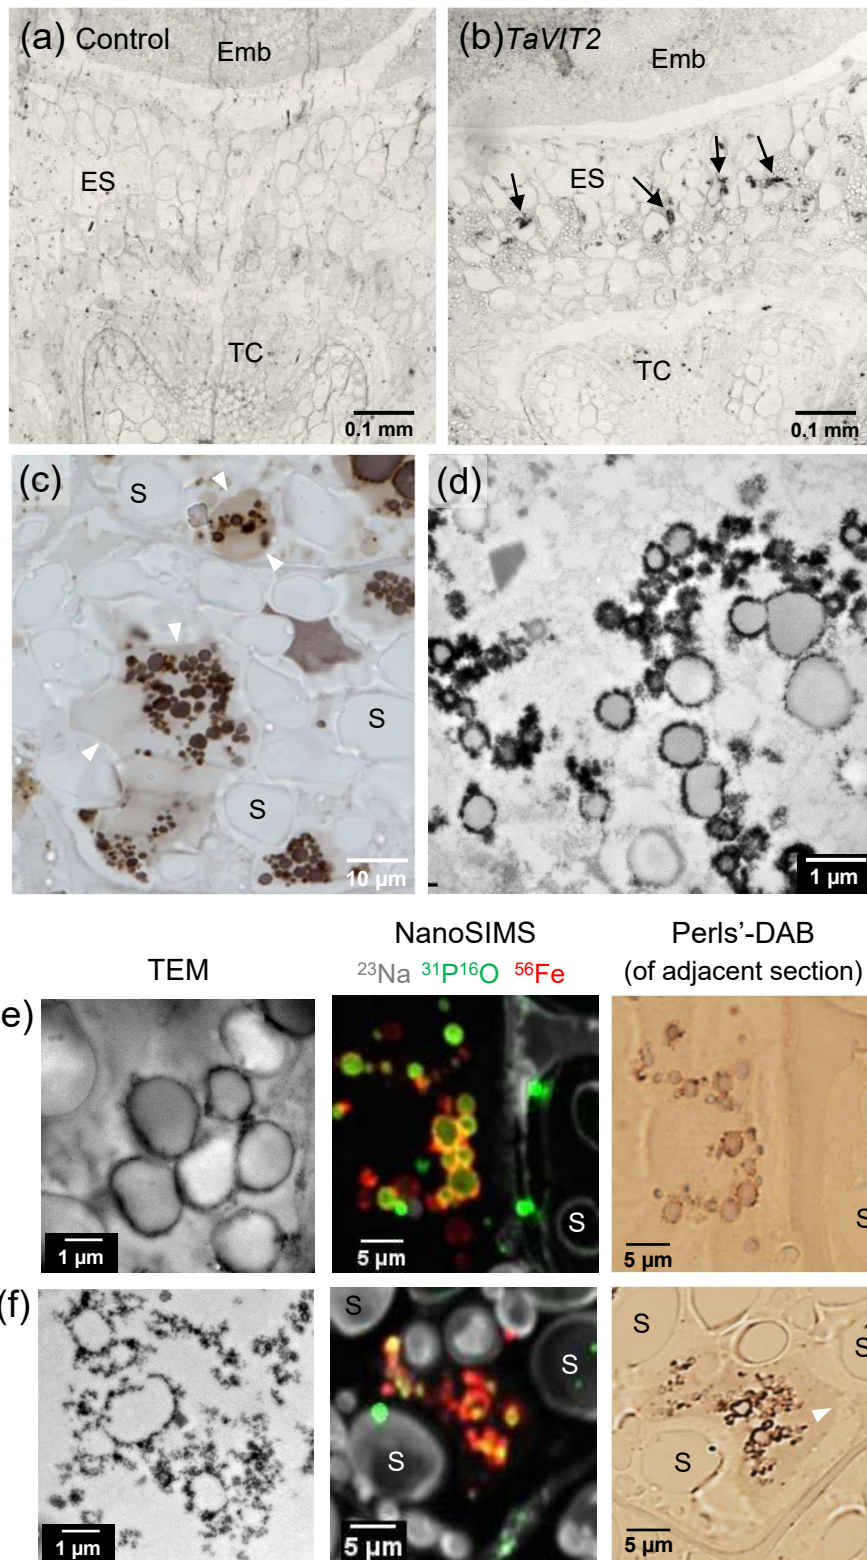 (a) Control
Emb
ES
TC
0.1 mm
(b) TaVIT2
Emb
ES
TC
0.1 mm
(c)
S
S
S
10 µm
(d)
1 µm
TEM
NanoSIMS
²³Na ³¹P¹⁶O ⁵⁶Fe
Perls'-DAB
(of adjacent section)
e)
1 µm
S
5 µm
S
5 µm
(f)
1 µm
S
S
S
5 µm
S
S
S
5 µm